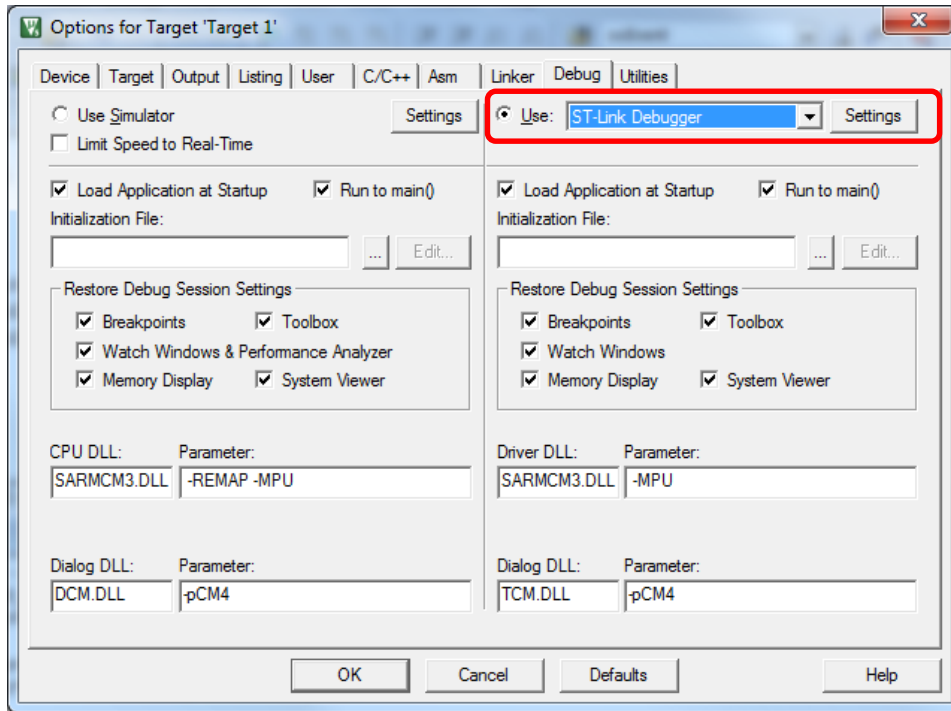 Options for Target 'Target 1'
Device Target Output Listing User C/C++ Asm Linker Debug Utilities
Use Simulator Settings
Limit Speed to Real-Time
Use: ST-Link Debugger Settings
Load Application at Startup Run to main()
Initialization File:
... Edit...
Restore Debug Session Settings
Breakpoints Toolbox
Watch Windows & Performance Analyzer
Memory Display System Viewer
CPU DLL: Parameter:
SARMCM3.DLL -REMAP -MPU
Dialog DLL: Parameter:
DCM.DLL -pCM4
Load Application at Startup Run to main()
Initialization File:
... Edit...
Restore Debug Session Settings
Breakpoints Toolbox
Watch Windows
Memory Display System Viewer
Driver DLL: Parameter:
SARMCM3.DLL -MPU
Dialog DLL: Parameter:
TCM.DLL -pCM4
OK Cancel Defaults Help